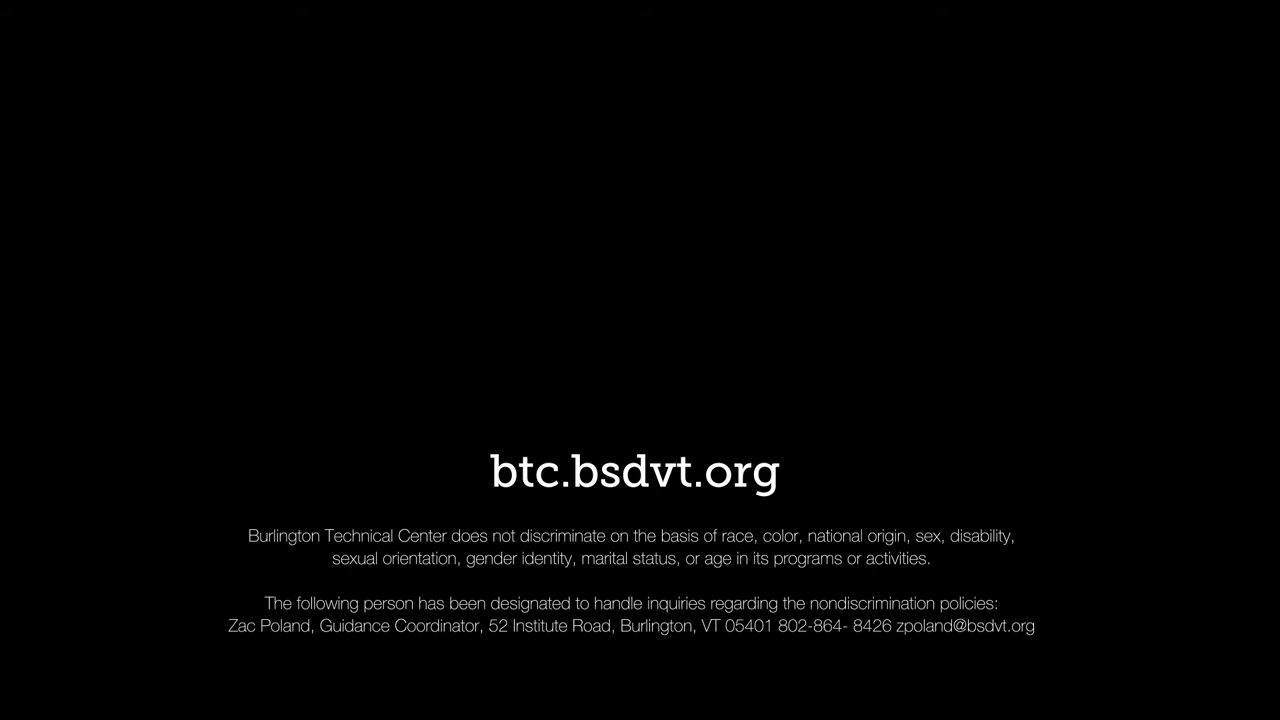 btc.bsdvt.org
Burlington Technical Center does not discriminate on the basis of race, color, national origin, sex, disability,
sexual orientation, gender identity, marital status, or age in its programs or activities.
The following person has been designated to handle inquiries regarding the nondiscrimination policies:
Zac Poland, Guidance Coordinator, 52 Institute Road, Burlington, VT 05401 802-864- 8426 zpoland@bsdvt.org